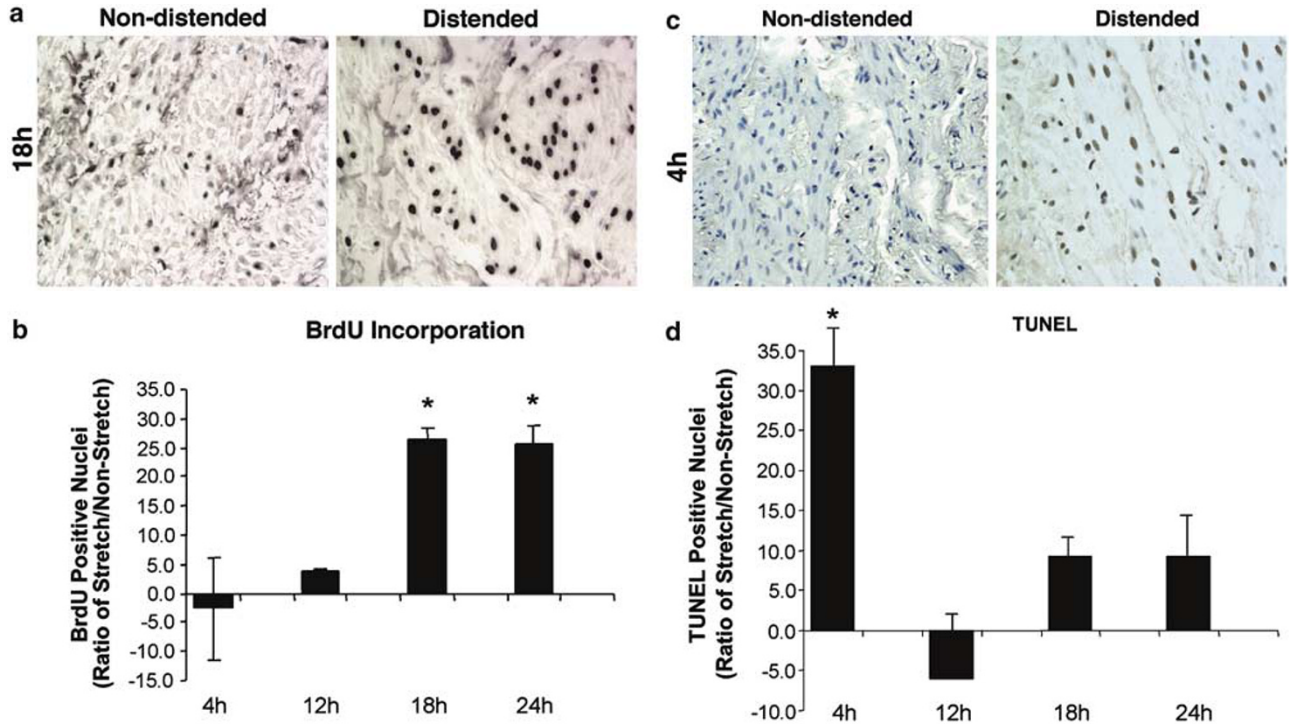 a
Non-distended
Distended
18h
b
BrdU Incorporation
BrdU Positive Nuclei
(Ratio of Stretch/Non-Stretch)
35.0
30.0
25.0
20.0
15.0
10.0
5.0
0.0
-5.0
-10.0
-15.0
*
*
4h
12h
18h
24h
c
Non-distended
Distended
4h
d
TUNEL
TUNEL Positive Nuclei
(Ratio of Stretch/Non-Stretch)
35.0
30.0
25.0
20.0
15.0
10.0
5.0
0.0
-5.0
-10.0
*
4h
12h
18h
24h